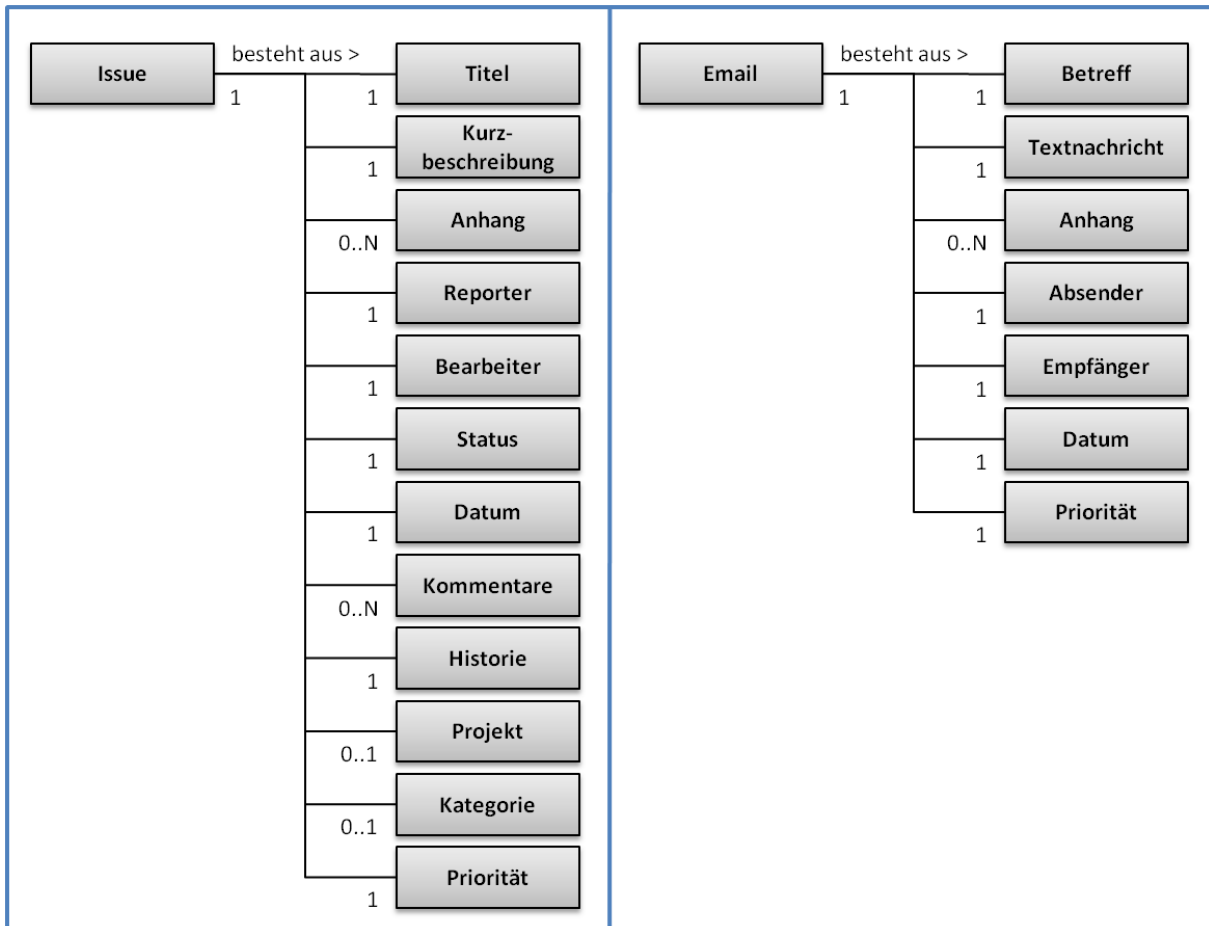 Issue
besteht aus >
1
1
Titel
Kurz-
beschreibung
1
Anhang
0..N
Reporter
1
Bearbeiter
1
Status
1
Datum
1
Kommentare
0..N
Historie
1
Projekt
0..1
Kategorie
0..1
Priorität
1
Email
besteht aus >
1
1
Betreff
Textnachricht
1
Anhang
0..N
Absender
1
Empfänger
1
Datum
1
Priorität
1